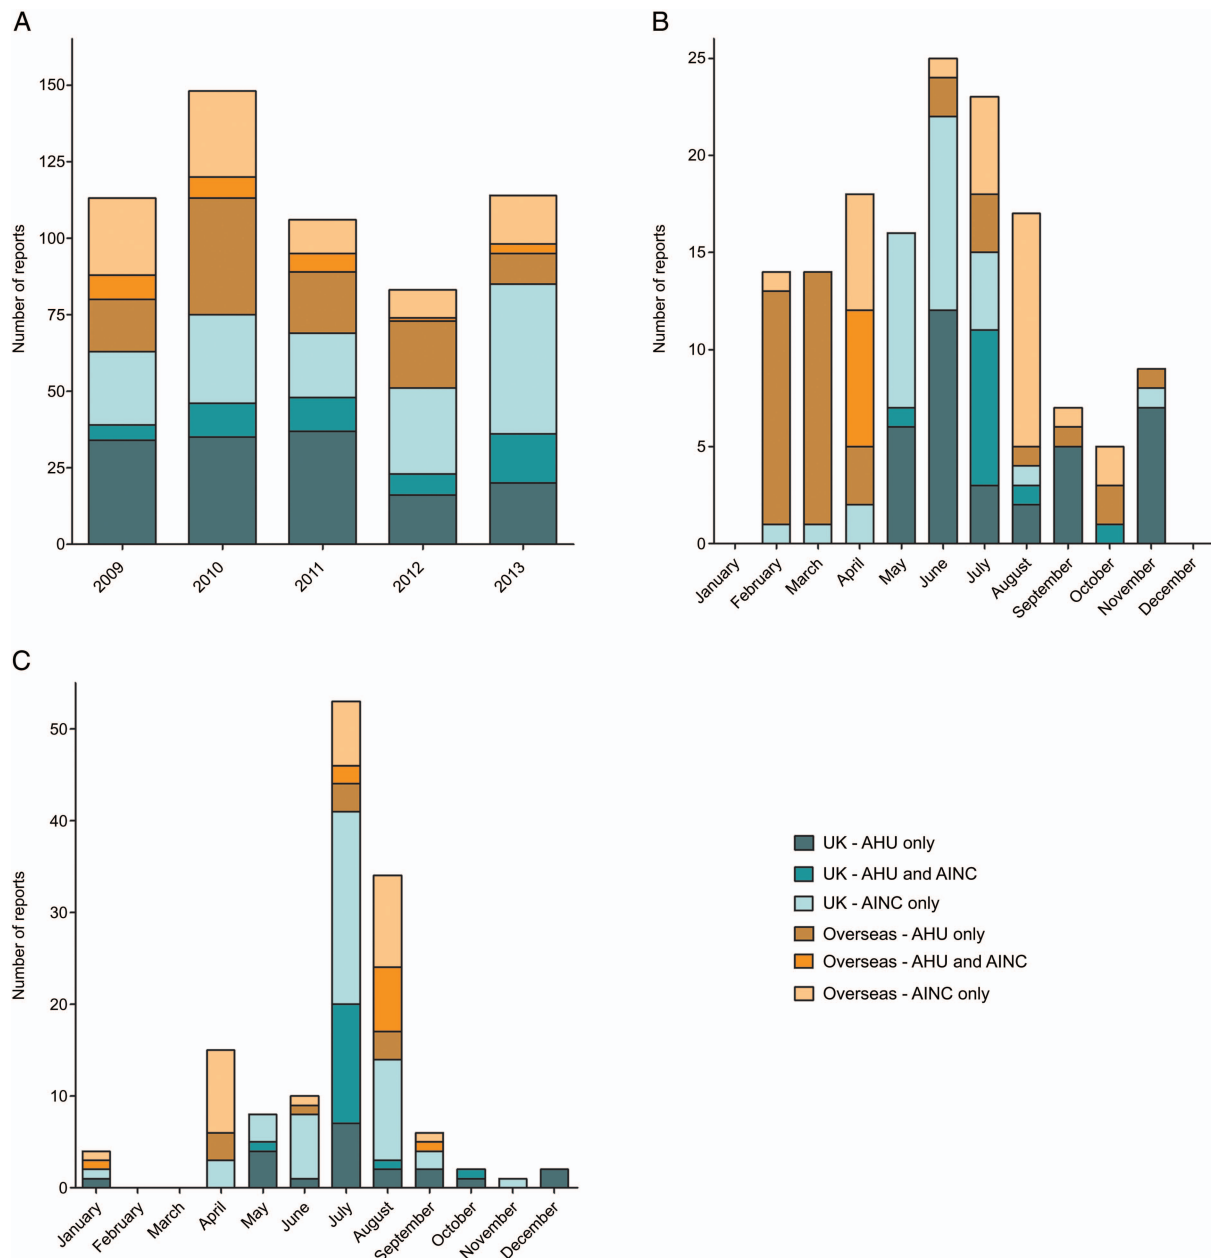 A
Number of reports
150
125
100
75
50
25
0
2009
2010
2011
2012
2013
B
Number of reports
25
20
15
10
5
0
January
February
March
April
May
June
July
August
September
October
November
December
C
Number of reports
50
40
30
20
10
0
January
February
March
April
May
June
July
August
September
October
November
December
UK - AHU only
UK - AHU and AINC
UK - AINC only
Overseas - AHU only
Overseas - AHU and AINC
Overseas - AINC only